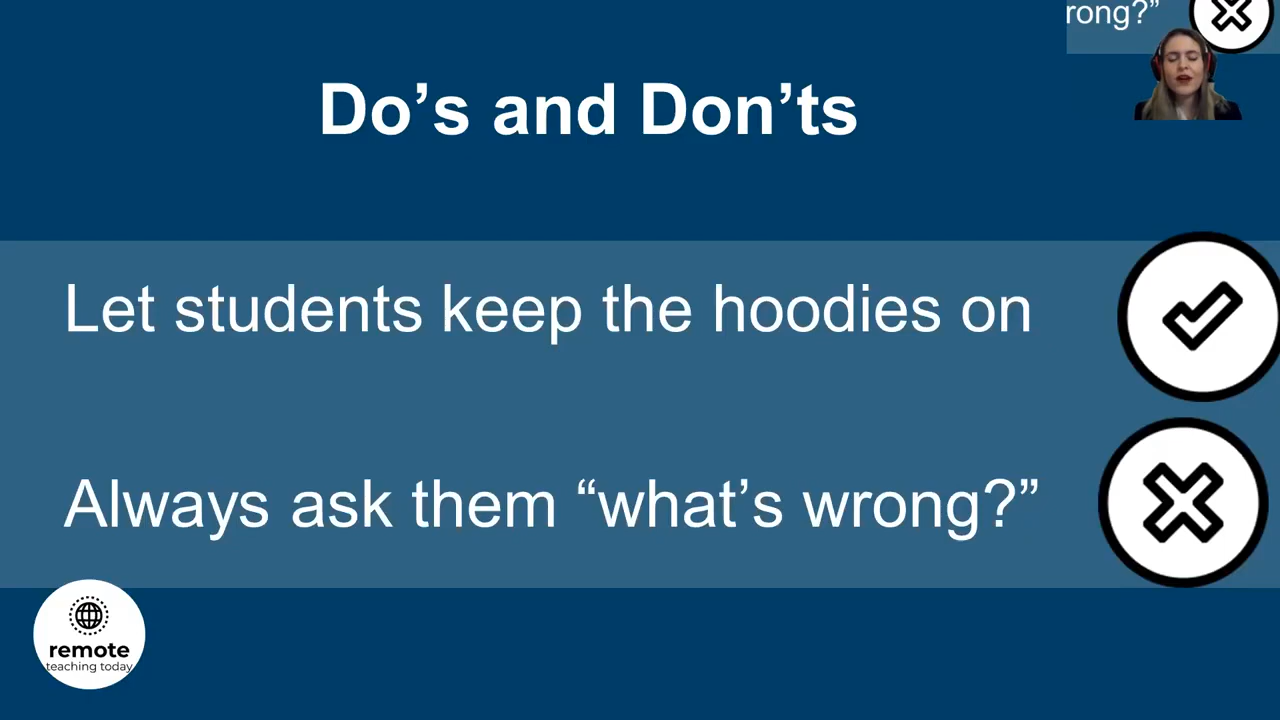 rong?”
Do’s and Don’ts
Let students keep the hoodies on
Always ask them “what’s wrong?”
remote
teaching today